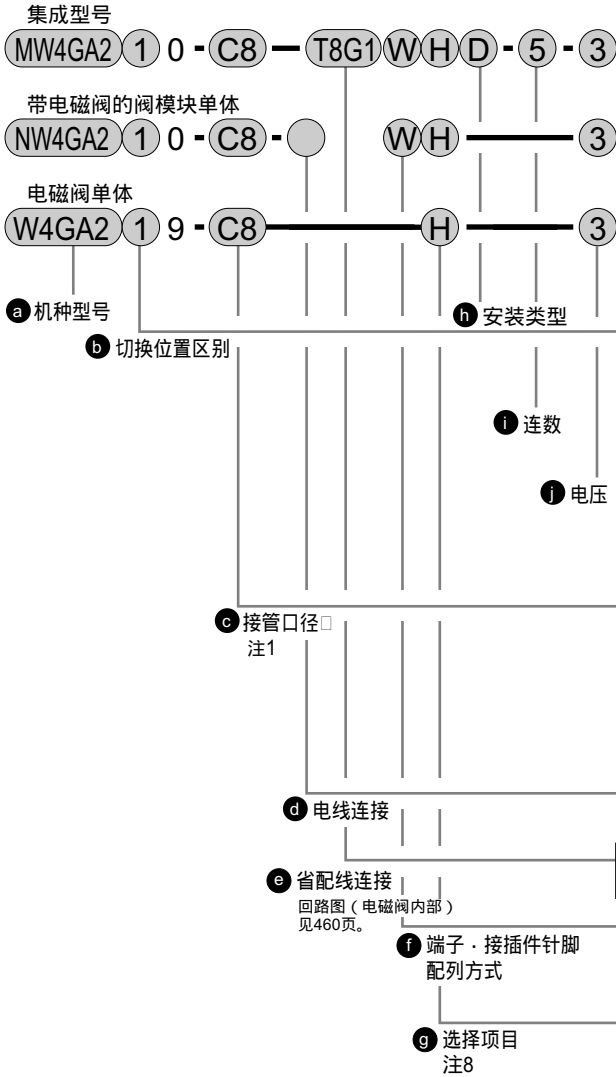 集成型号
MW4GA2 1 0 - C8 - T8G1 W H D - 5 - 3
带电磁阀的阀模块单体
NW4GA2 1 0 - C8 - W H 3
电磁阀单体
W4GA2 1 9 - C8 H 3
a 机种型号
h 安装类型
b 切换位置区别
i 连数
j 电压
c 接管口径□
注1
d 电线连接
e 省配线连接
回路图（电磁阀内部）
见460页。
f 端子·接插件针脚
配列方式
g 选择项目
注8